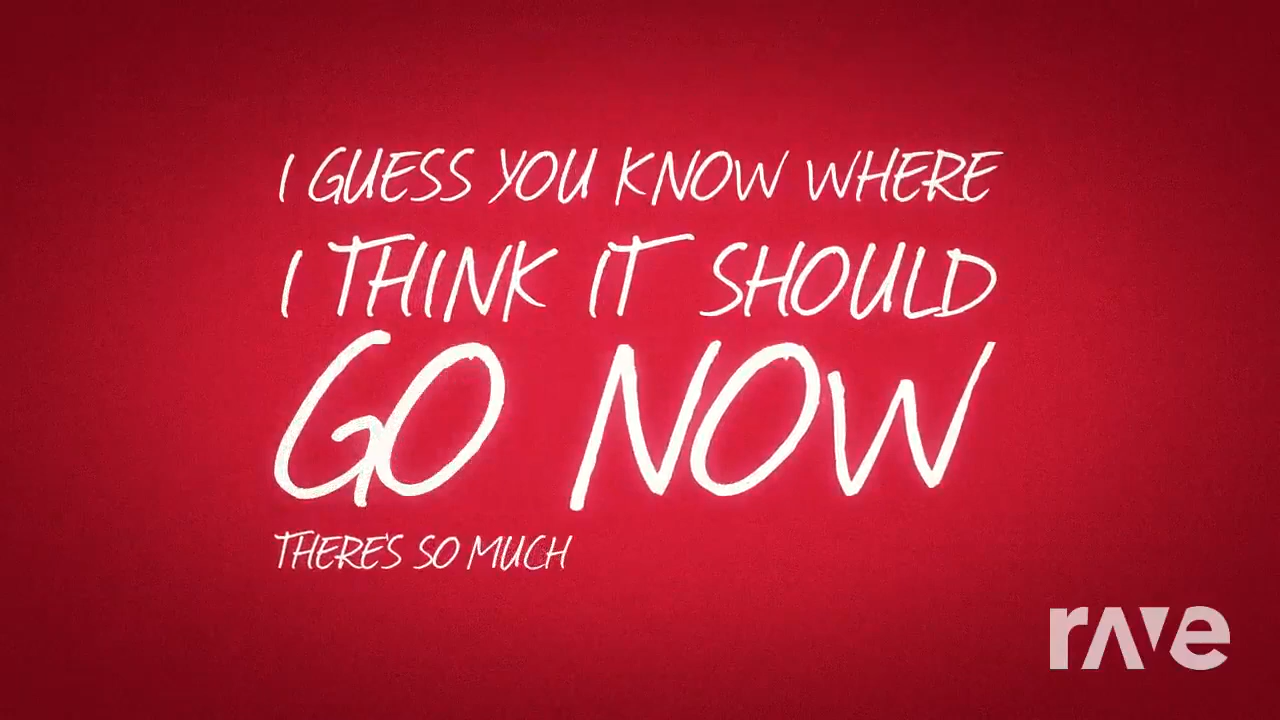 I GUESS YOU KNOW WHERE
I THINK IT SHOULD
GO NOW
THERE'S SO MUCH
rave